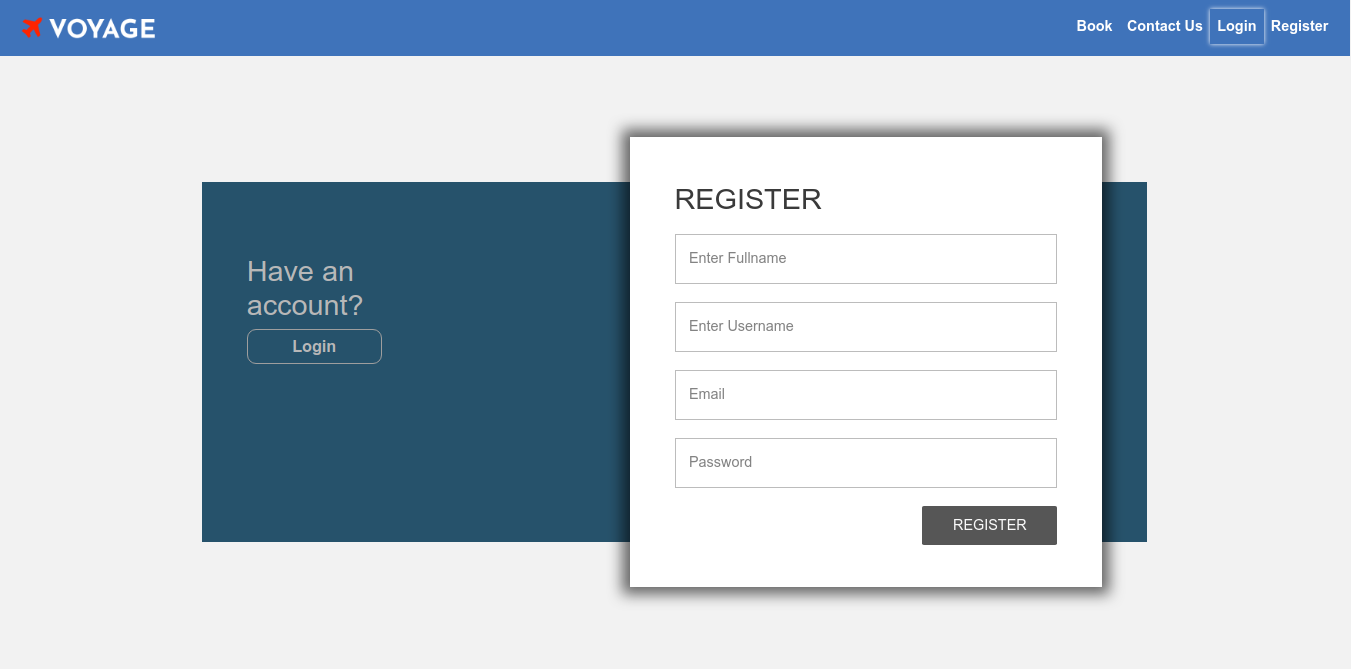 VOYAGE
Book Contact Us Login Register
Have an
account?
Login
REGISTER
Enter Fullname
Enter Username
Email
Password
REGISTER